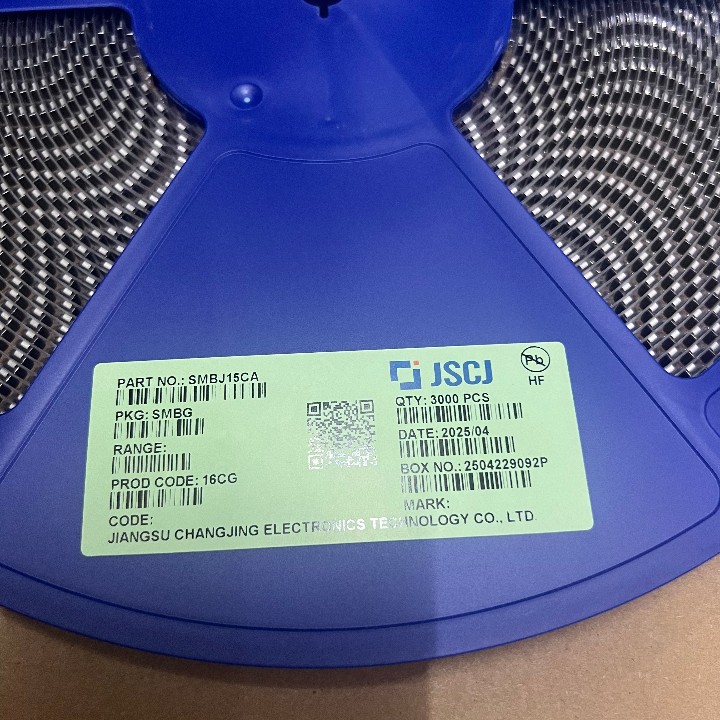 PART NO.: SMBJ15CA
PKG: SMBG
RANGE:
PROD CODE: 16CG
CODE:
JSCJ
Pb
HF
QTY: 3000 PCS
DATE: 2025/04
BOX NO.: 2504229092P
MARK:
JIANGSU CHANGJING ELECTRONICS TECHNOLOGY CO., LTD.